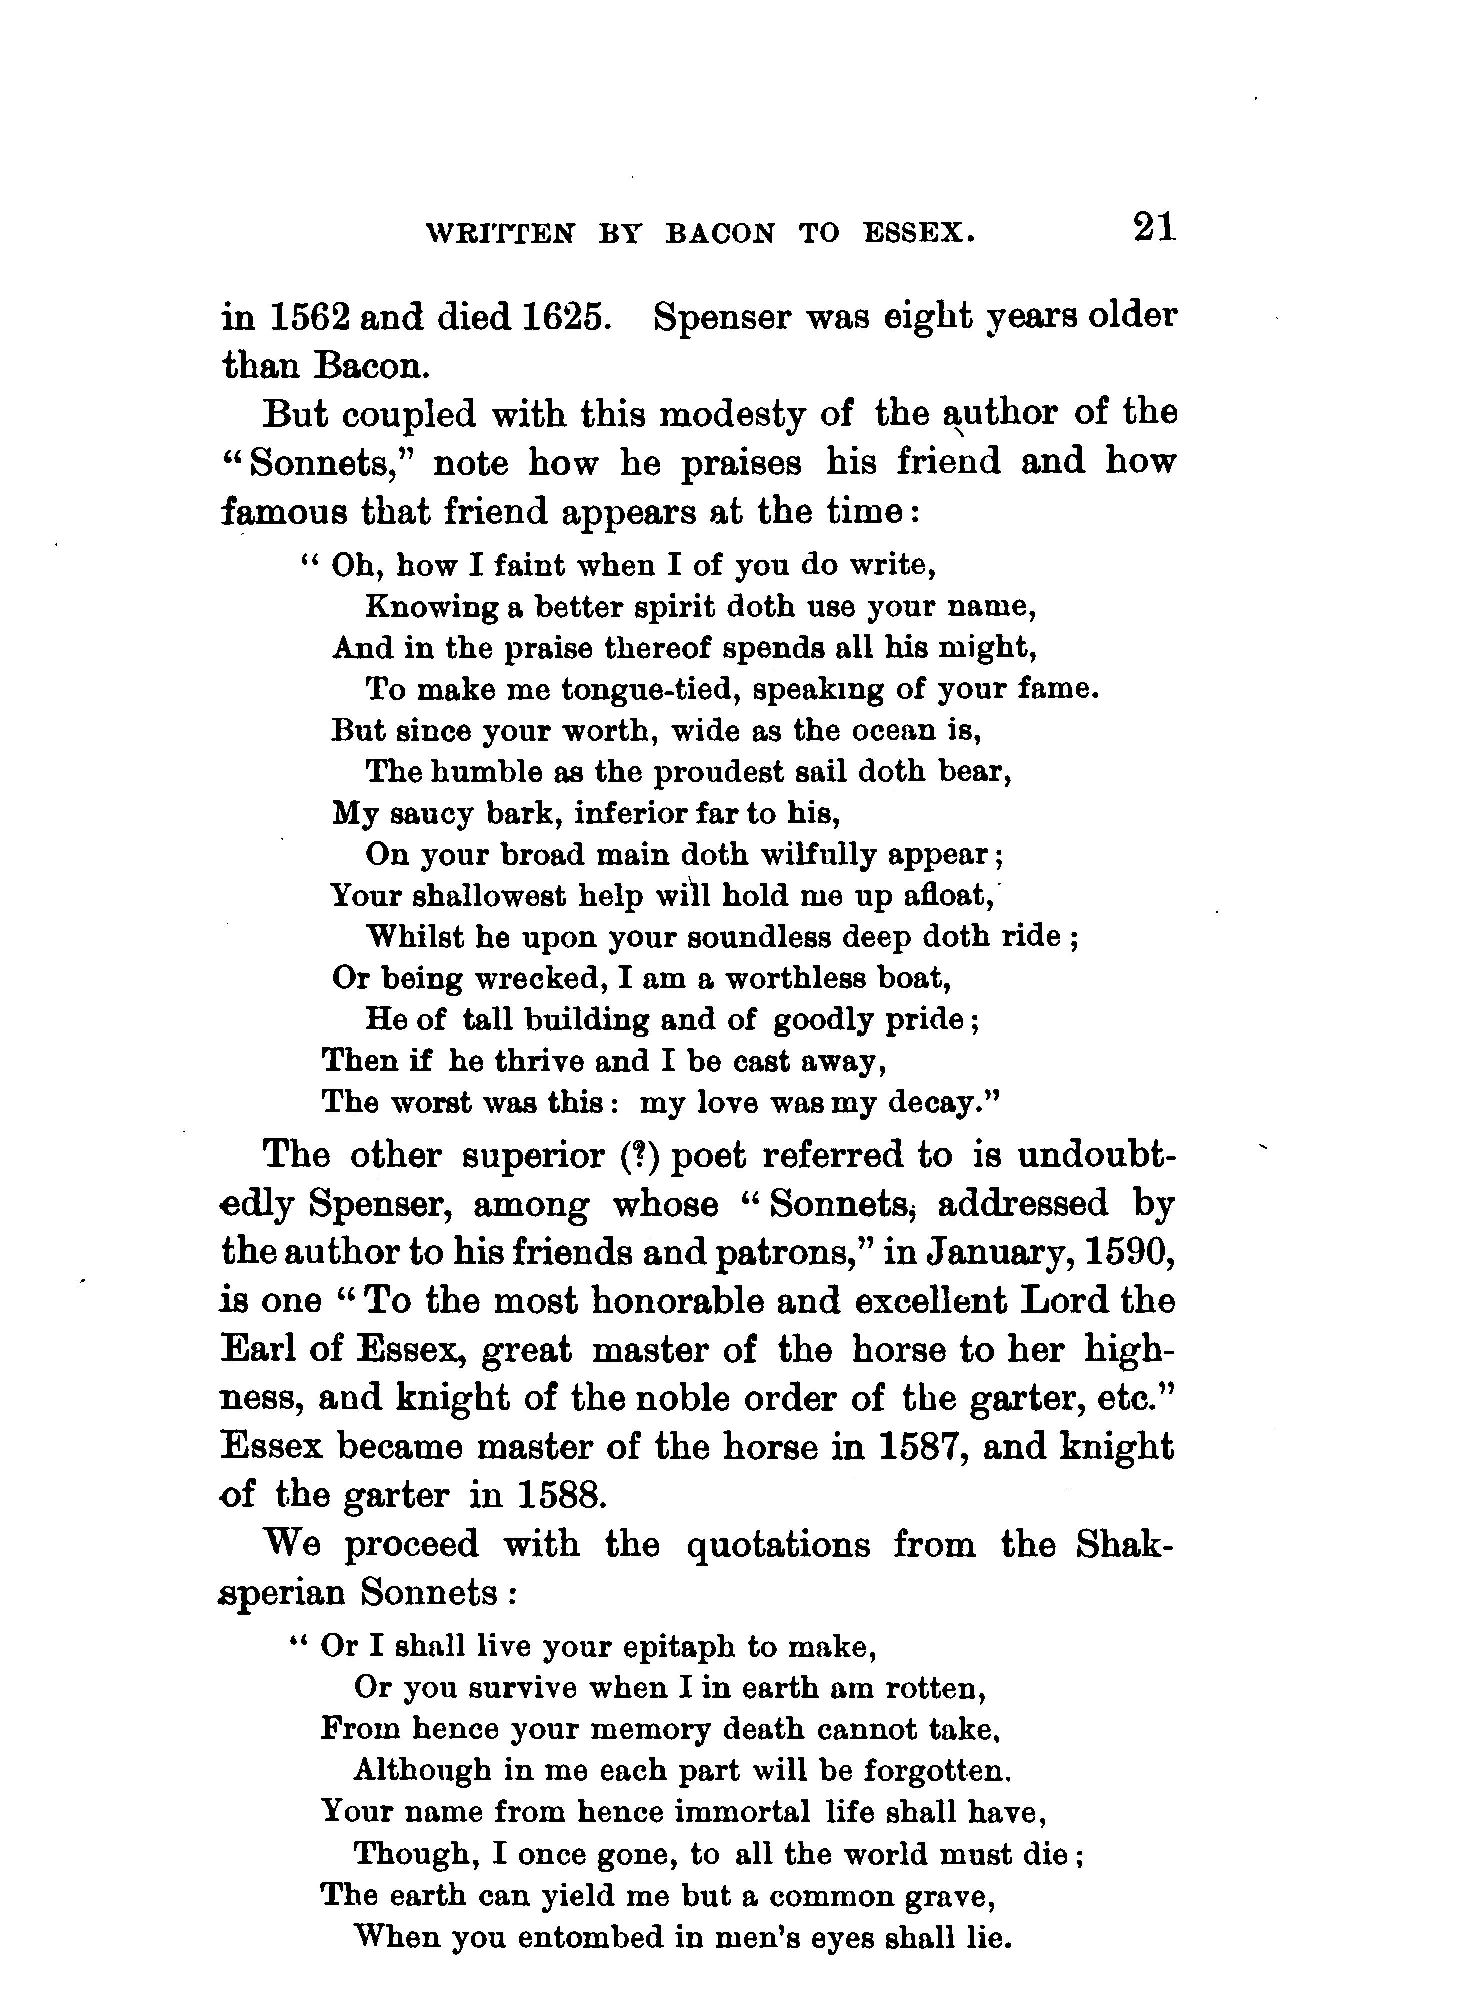 WRITTEN BY BACON TO ESSEX. 21
in 1562 and died 1625. Spenser was eight years older
than Bacon.
But coupled with this modesty of the author of the
“Sonnets,” note how he praises his friend and how
famous that friend appears at the time:
“Oh, how I faint when I of you do write,
Knowing a better spirit doth use your name,
And in the praise thereof spends all his might,
To make me tongue-tied, speaking of your fame.
But since your worth, wide as the ocean is,
The humble as the proudest sail doth bear,
My saucy bark, inferior far to his,
On your broad main doth wilfully appear;
Your shallowest help will hold me up afloat,
Whilst he upon your soundless deep doth ride;
Or being wrecked, I am a worthless boat,
He of tall building and of goodly pride;
Then if he thrive and I be cast away,
The worst was this: my love was my decay.”
The other superior (?) poet referred to is undoubt-
edly Spenser, among whose “Sonnets, addressed by
the author to his friends and patrons,” in January, 1590,
is one “To the most honorable and excellent Lord the
Earl of Essex, great master of the horse to her high-
ness, and knight of the noble order of the garter, etc.”
Essex became master of the horse in 1587, and knight
of the garter in 1588.
We proceed with the quotations from the Shak-
sperian Sonnets:
“Or I shall live your epitaph to make,
Or you survive when I in earth am rotten,
From hence your memory death cannot take,
Although in me each part will be forgotten.
Your name from hence immortal life shall have,
Though, I once gone, to all the world must die;
The earth can yield me but a common grave,
When you entombed in men's eyes shall lie.